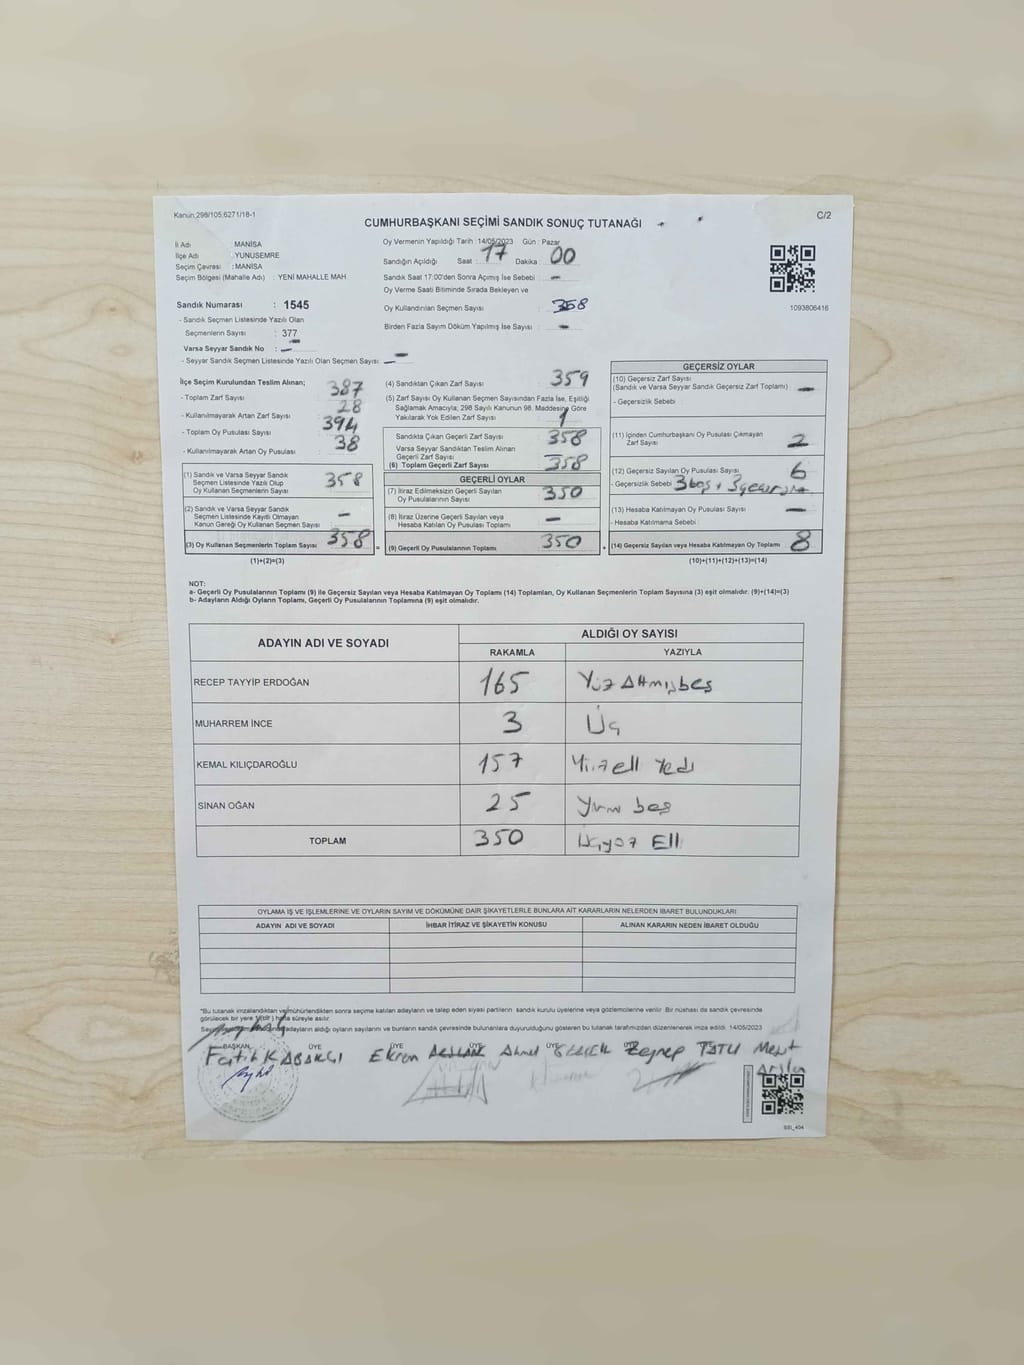 Kanun;298/105;6271/18-1
C/2
CUMHURBAŞKANI SEÇİMİ SANDIK SONUÇ TUTANAĞI
İl Adı : MANİSA
İlçe Adı : YUNUSEMRE
Seçim Çevresi : MANİSA
Seçim Bölgesi (Mahalle Adı) : YENİ MAHALLE MAH
Sandık Numarası : 1545
- Sandık Seçmen Listesinde Yazılı Olan
Seçmenlerin Sayısı : 377
Varsa Seyyar Sandık No : -
- Seyyar Sandık Seçmen Listesinde Yazılı Olan Seçmen Sayısı : -
Oy Vermenin Yapıldığı Tarih : 14/05/2023 Gün : Pazar
Sandığın Açıldığı Saat : 17 Dakika : 00
Sandık Saat 17:00'den Sonra Açımış İse Sebebi : -
Oy Verme Saati Bitiminde Sırada Bekleyen ve
Oy Kullandırılan Seçmen Sayısı : 358
Birden Fazla Sayım Döküm Yapılmış İse Sayısı : -
1093806416
İlçe Seçim Kurulundan Teslim Alınan;
- Toplam Zarf Sayısı 387
- Kullanılmayarak Artan Zarf Sayısı 28
- Toplam Oy Pusulası Sayısı 394
- Kullanılmayarak Artan Oy Pusulası 38
(1) Sandık ve Varsa Seyyar Sandık
Seçmen Listesinde Yazılı Olup
Oy Kullanan Seçmenlerin Sayısı 358
(2) Sandık ve Varsa Seyyar Sandık
Seçmen Listesinde Kayıtlı Olmayan
Kanun Gereği Oy Kullanan Seçmen Sayısı -
(3) Oy Kullanan Seçmenlerin Toplam Sayısı 358 =
(1)+(2)=(3)
(4) Sandıktan Çıkan Zarf Sayısı 359
(5) Zarf Sayısı Oy Kullanan Seçmen Sayısından Fazla İse, Eşitliği
Sağlamak Amacıyla; 298 Sayılı Kanunun 98. Maddesine Göre
Yakılarak Yok Edilen Zarf Sayısı 1
Sandıkta Çıkan Geçerli Zarf Sayısı 358
Varsa Seyyar Sandıktan Teslim Alınan
Geçerli Zarf Sayısı
(6) Toplam Geçerli Zarf Sayısı 358
GEÇERLİ OYLAR
(7) İtiraz Edilmeksizin Geçerli Sayılan
Oy Pusulalarının Sayısı 350
(8) İtiraz Üzerine Geçerli Sayılan veya
Hesaba Katılan Oy Pusulası Toplamı -
(9) Geçerli Oy Pusulalarının Toplamı 350 +
GEÇERSİZ OYLAR
(10) Geçersiz Zarf Sayısı
(Sandık ve Varsa Seyyar Sandık Geçersiz Zarf Toplamı) -
- Geçersizlik Sebebi :
(11) İçinden Cumhurbaşkanı Oy Pusulası Çıkmayan
Zarf Sayısı 2
(12) Geçersiz Sayılan Oy Pusulası Sayısı 6
- Geçersizlik Sebebi 3 boş + 3
(13) Hesaba Katılmayan Oy Pusulası Sayısı -
- Hesaba Katılmama Sebebi
(14) Geçersiz Sayılan veya Hesaba Katılmayan Oy Toplamı 8
(10)+(11)+(12)+(13)=(14)
NOT:
a- Geçerli Oy Pusulalarının Toplamı (9) ile Geçersiz Sayılan veya Hesaba Katılmayan Oy Toplamı (14) Toplamları, Oy Kullanan Seçmenlerin Toplam Sayısına (3) eşit olmalıdır. (9)+(14)=(3)
b- Adayların Aldığı Oyların Toplamı, Geçerli Oy Pusulalarının Toplamına (9) eşit olmalıdır.
ADAYIN ADI VE SOYADI ALDIĞI OY SAYISI
RAKAMLA YAZIYLA
RECEP TAYYİP ERDOĞAN 165 Yüz Altmışbeş
MUHARREM İNCE 3 Üç
KEMAL KILIÇDAROĞLU 157 Yüzelli Yedi
SİNAN OĞAN 25 Yirmi beş
TOPLAM 350 Üçyüz Elli
OYLAMA İŞ VE İŞLEMLERİNE VE OYLARIN SAYIM VE DÖKÜMÜNE DAİR ŞİKAYETLERLE BUNLARA AİT KARARLARIN NELERDEN İBARET BULUNDUKLARI
ADAYIN ADI VE SOYADI İHBAR İTİRAZ VE ŞİKAYETİN KONUSU ALINAN KARARIN NEDEN İBARET OLDUĞU
"Bu tutanak imzalandıktan ve mühürlendikten sonra seçime katılan adayların ve talep eden siyasi partilerin sandık kurulu üyelerine veya gözlemcilerine verilir. Bir nüshası da sandık çevresinde
görülecek bir yere 1(bir) hafta süreyle asılır.
adayların aldığı oyların sayılarını ve bunların sandık çevresinde bulunanlara duyurulduğunu gösteren bu tutanak tarafımızdan düzenlenerek imza edildi. 14/05/2023
BAŞKAN ÜYE ÜYE ÜYE ÜYE ÜYE
Fatih KABAKÇI Ekrem Ahmet Zeynep TATLI Mert
Arslan
SSI_404